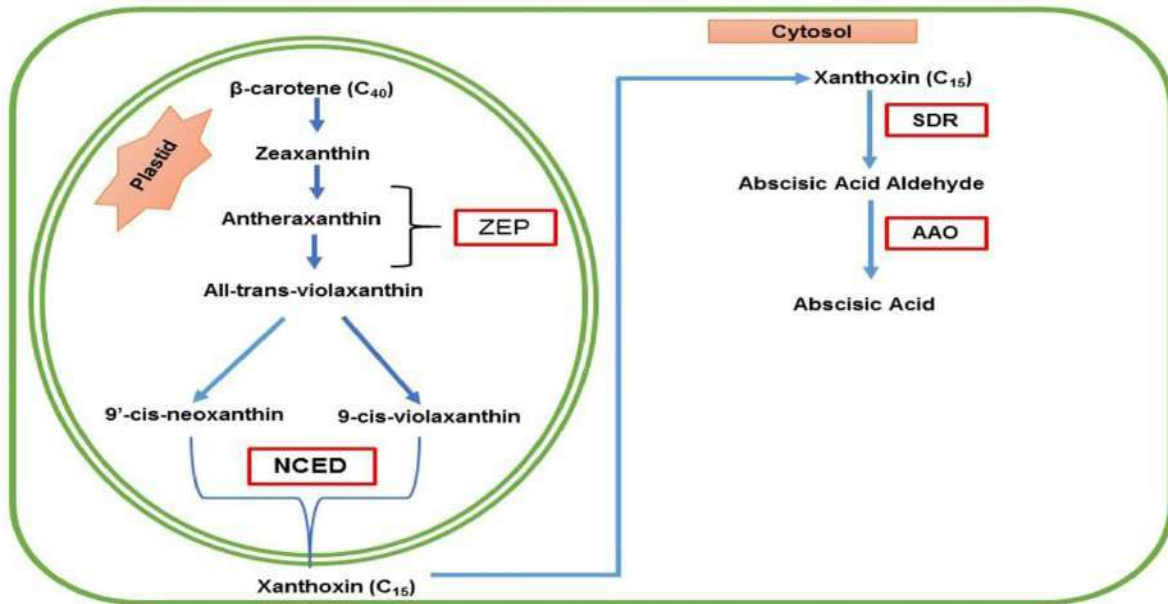 Cytosol
β-carotene (C₄₀)
Zeaxanthin
Plastid
Antheraxanthin
ZEP
All-trans-violaxanthin
9’-cis-neoxanthin
9-cis-violaxanthin
NCED
Xanthoxin (C₁₅)
Xanthoxin (C₁₅)
SDR
Abscisic Acid Aldehyde
AAO
Abscisic Acid